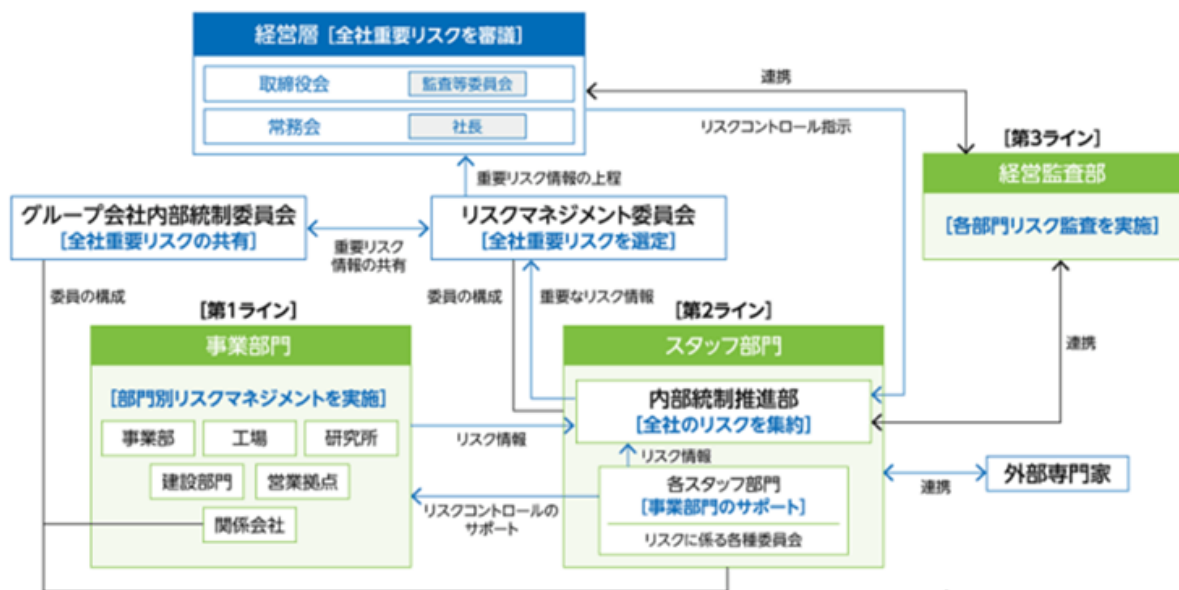 経営層 [全社重要リスクを審議]
取締役会
監査等委員会
常務会
社長
連携
リスクコントロール指示
[第3ライン]
経営監査部
[各部門リスク監査を実施]
重要リスク情報の上程
グループ会社内部統制委員会
[全社重要リスクの共有]
重要リスク
情報の共有
リスクマネジメント委員会
[全社重要リスクを選定]
委員の構成
委員の構成
重要なリスク情報
[第1ライン]
事業部門
[部門別リスクマネジメントを実施]
事業部
工場
研究所
建設部門
営業拠点
関係会社
リスク情報
リスクコントロールの
サポート
[第2ライン]
スタッフ部門
内部統制推進部
[全社のリスクを集約]
リスク情報
各スタッフ部門
[事業部門のサポート]
リスクに係る各種委員会
連携
連携
外部専門家